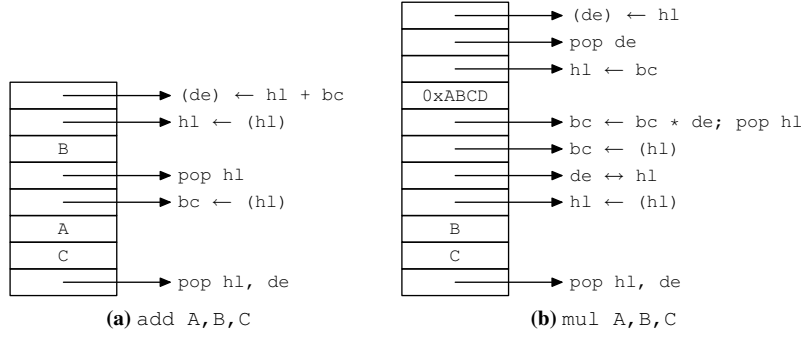 (de) ← hl + bc
hl ← (hl)
B
pop hl
bc ← (hl)
A
C
pop hl, de
(a) add A,B,C
(de) ← hl
pop de
hl ← bc
0xABCD
bc ← bc * de; pop hl
bc ← (hl)
de ↔ hl
hl ← (hl)
B
C
pop hl, de
(b) mul A,B,C